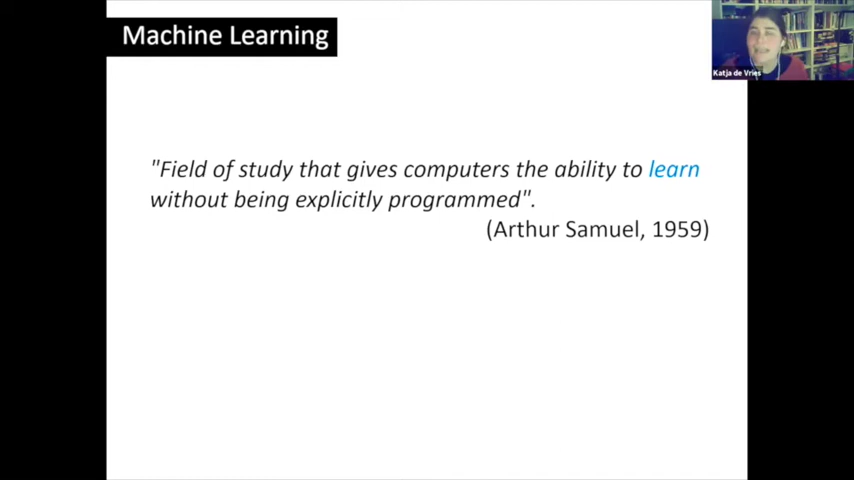 Machine Learning
Katja de Vries
"Field of study that gives computers the ability to learn
without being explicitly programmed".
(Arthur Samuel, 1959)